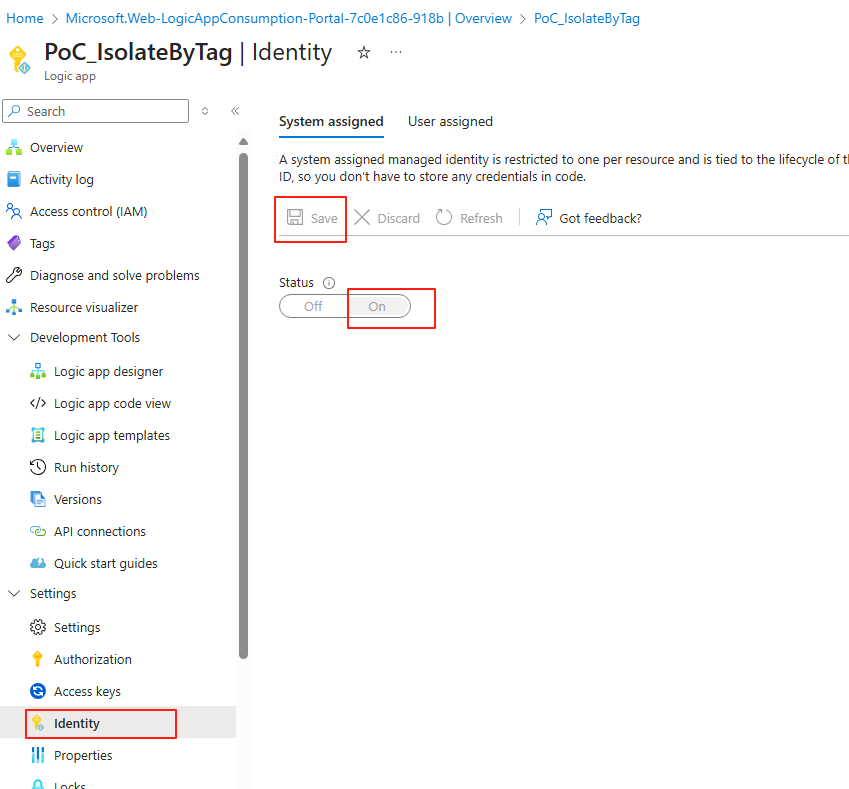 Home > Microsoft.Web-LogicAppConsumption-Portal-7c0e1c86-918b | Overview > PoC_IsolateByTag
PoC_IsolateByTag | Identity
Logic app
Search
Overview
Activity log
Access control (IAM)
Tags
Diagnose and solve problems
Resource visualizer
Development Tools
Logic app designer
Logic app code view
Logic app templates
Run history
Versions
API connections
Quick start guides
Settings
Settings
Authorization
Access keys
Identity
Properties
Locks
System assigned User assigned
A system assigned managed identity is restricted to one per resource and is tied to the lifecycle of th
ID, so you don't have to store any credentials in code.
Save Discard Refresh Got feedback?
Status
Off On